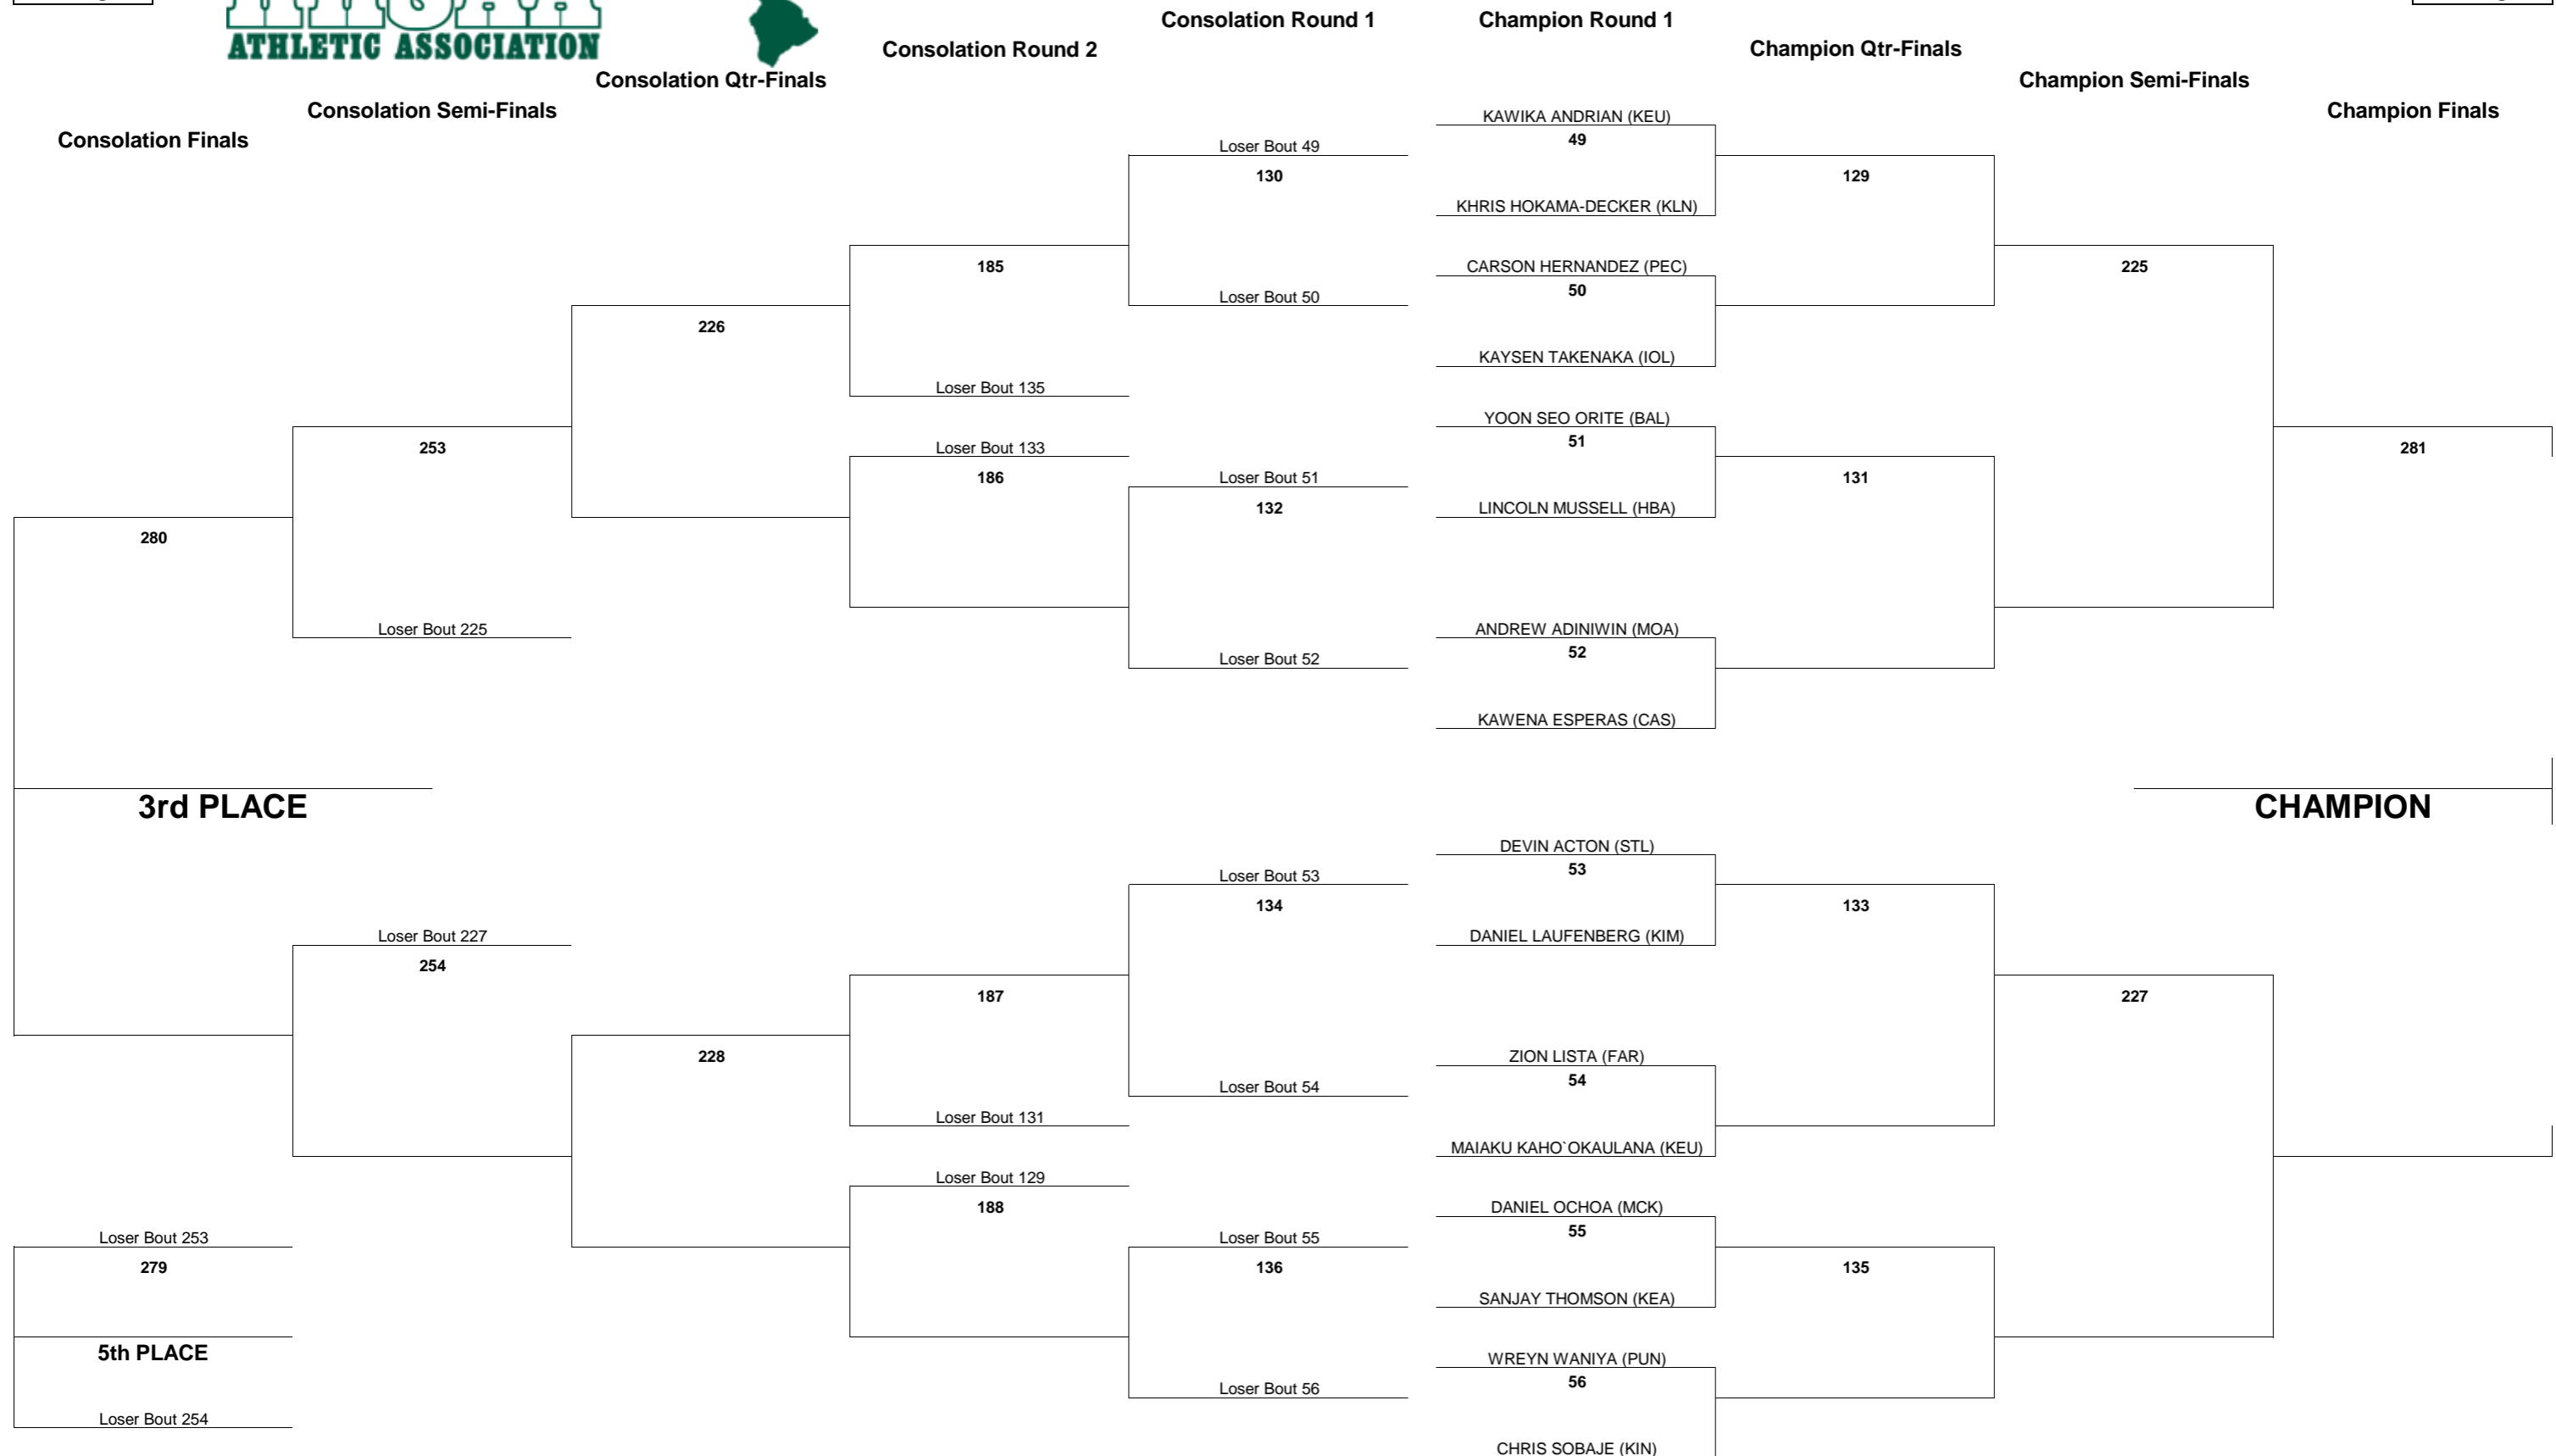 ATHLETIC ASSOCIATION
Consolation Round 1
Champion Round 1
Consolation Round 2
Champion Qtr-Finals
Consolation Qtr-Finals
Champion Semi-Finals
Consolation Semi-Finals
Champion Finals
Consolation Finals
KAWIKA ANDRIAN (KEU)
49
Loser Bout 49
130
129
KHRIS HOKAMA-DECKER (KLN)
185
CARSON HERNANDEZ (PEC)
225
50
Loser Bout 50
226
KAYSEN TAKENAKA (IOL)
Loser Bout 135
YOON SEO ORITE (BAL)
51
253
Loser Bout 133
281
186
Loser Bout 51
131
132
LINCOLN MUSSELL (HBA)
280
Loser Bout 225
ANDREW ADINIWIN (MOA)
52
Loser Bout 52
KAWENA ESPERAS (CAS)
3rd PLACE
CHAMPION
DEVIN ACTON (STL)
53
Loser Bout 53
134
133
Loser Bout 227
DANIEL LAUFENBERG (KIM)
254
187
227
228
ZION LISTA (FAR)
54
Loser Bout 54
Loser Bout 131
MAIAKU KAHO`OKAULANA (KEU)
Loser Bout 129
188
DANIEL OCHOA (MCK)
55
Loser Bout 253
Loser Bout 55
279
136
135
SANJAY THOMSON (KEA)
5th PLACE
WREYN WANIYA (PUN)
56
Loser Bout 56
Loser Bout 254
CHRIS SOBAJE (KIN)